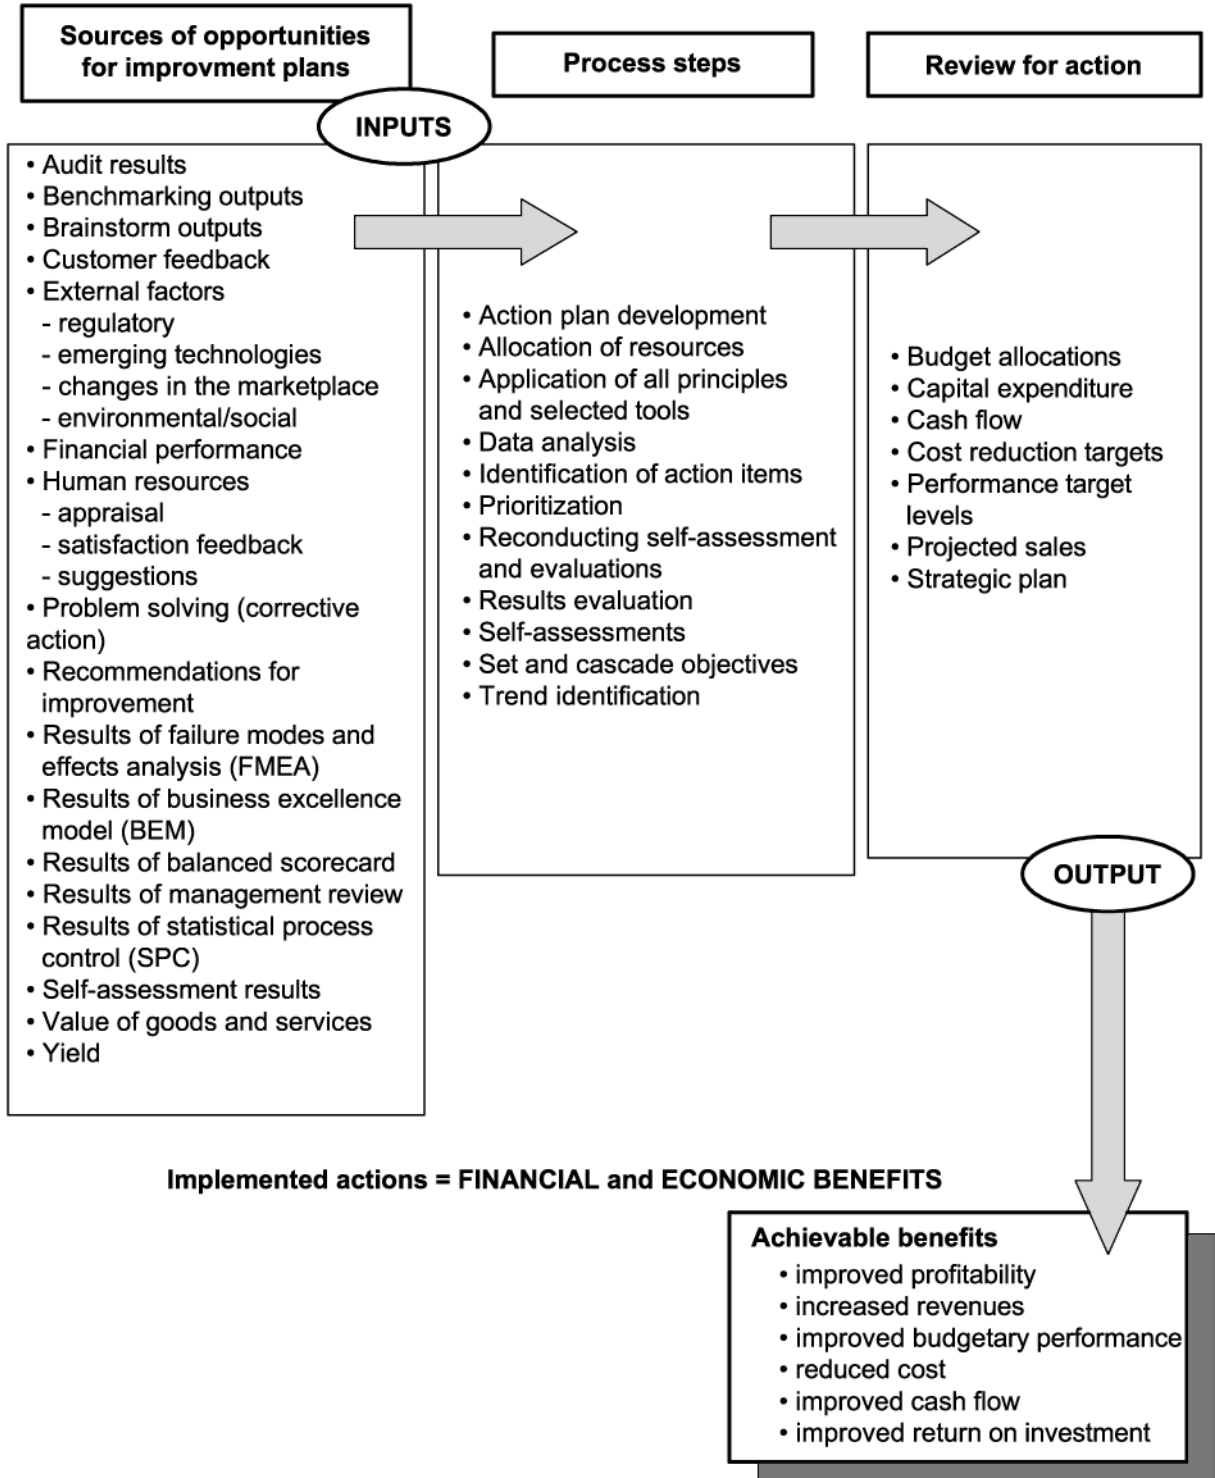 Sources of opportunities
for improvment plans
INPUTS
• Audit results
• Benchmarking outputs
• Brainstorm outputs
• Customer feedback
• External factors
- regulatory
- emerging technologies
- changes in the marketplace
- environmental/social
• Financial performance
• Human resources
- appraisal
- satisfaction feedback
- suggestions
• Problem solving (corrective
action)
• Recommendations for
improvement
• Results of failure modes and
effects analysis (FMEA)
• Results of business excellence
model (BEM)
• Results of balanced scorecard
• Results of management review
• Results of statistical process
control (SPC)
• Self-assessment results
• Value of goods and services
• Yield
Process steps
• Action plan development
• Allocation of resources
• Application of all principles
and selected tools
• Data analysis
• Identification of action items
• Prioritization
• Reconducting self-assessment
and evaluations
• Results evaluation
• Self-assessments
• Set and cascade objectives
• Trend identification
Review for action
• Budget allocations
• Capital expenditure
• Cash flow
• Cost reduction targets
• Performance target
levels
• Projected sales
• Strategic plan
OUTPUT
Implemented actions = FINANCIAL and ECONOMIC BENEFITS
Achievable benefits
• improved profitability
• increased revenues
• improved budgetary performance
• reduced cost
• improved cash flow
• improved return on investment